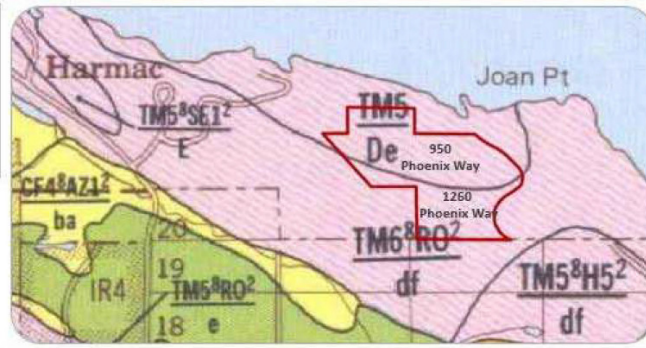 Harmac
Joan Pt
TM5⁸SE1²
E
TM5
De
950
Phoenix Way
CF4⁸AZ1²
ba
1260
Phoenix Way
20
TM6⁸RO²
df
19
IR4
TM5⁸RO²
e
TM5⁸H5²
df
18